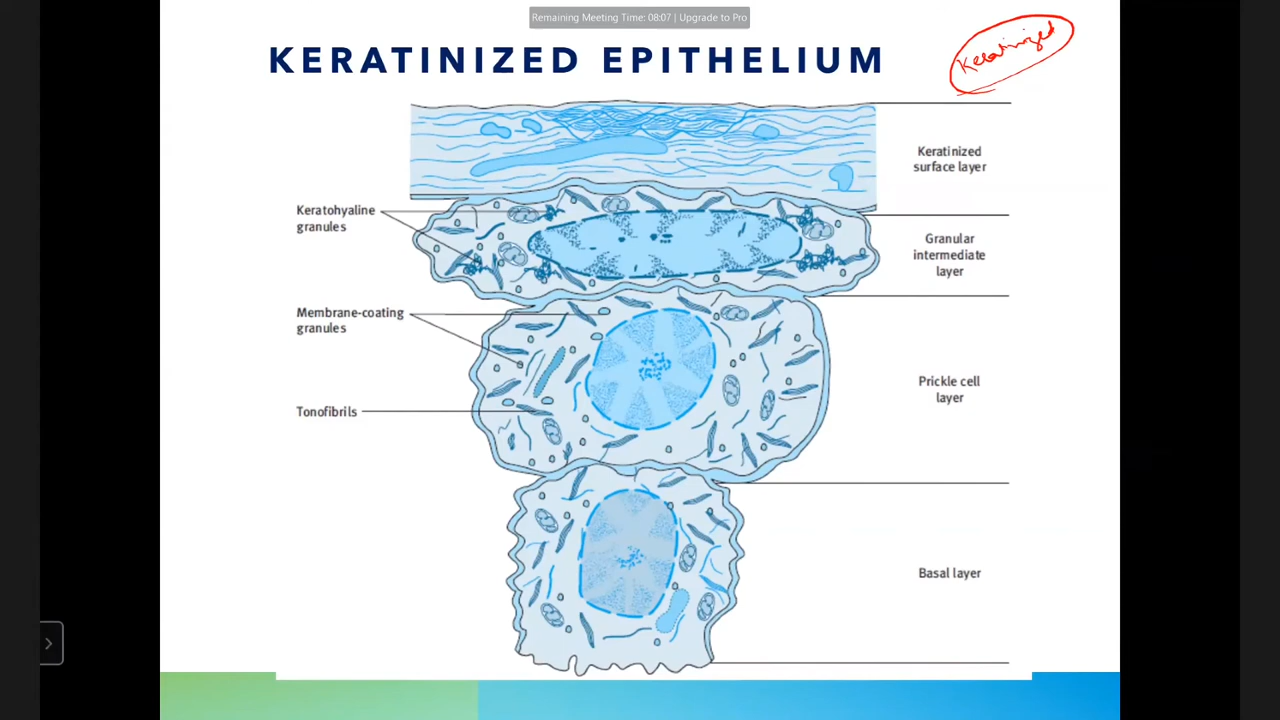 Remaining Meeting Time: 08:07 | Upgrade to Pro
KERATINIZED EPITHELIUM
Keratinized
Keratinized
surface layer
Keratohyaline
granules
Granular
intermediate
layer
Membrane-coating
granules
Prickle cell
layer
Tonofibrils
Basal layer